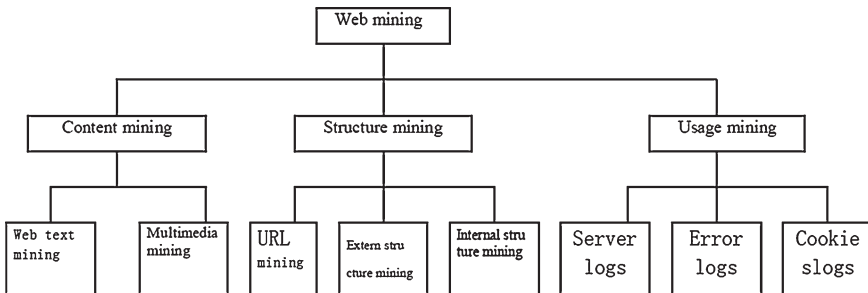 Web mining
Content mining
Structure mining
Usage mining
Web text
mining
Multimedia
mining
URL
mining
Extern stru
cture mining
Internal stru
ture mining
Server
logs
Error
logs
Cookie
slogs